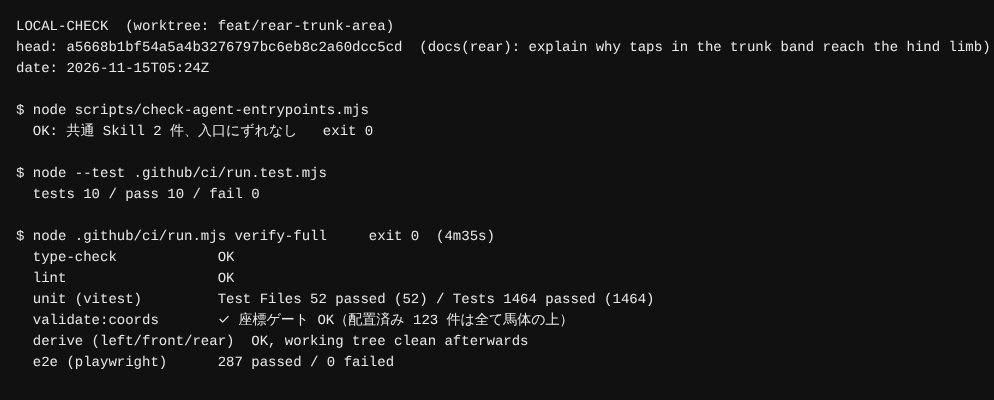 LOCAL-CHECK  (worktree: feat/rear-trunk-area)
head: a5668b1bf54a5a4b3276797bc6eb8c2a60dcc5cd  (docs(rear): explain why taps in the trunk band reach the hind limb)
date: 2026-11-15T05:24Z
$ node scripts/check-agent-entrypoints.mjs
OK: 共通 Skill 2 件、入口にずれなし   exit 0
$ node --test .github/ci/run.test.mjs
tests 10 / pass 10 / fail 0
$ node .github/ci/run.mjs verify-full     exit 0  (4m35s)
type-check            OK
lint                  OK
unit (vitest)         Test Files 52 passed (52) / Tests 1464 passed (1464)
validate:coords       ✓ 座標ゲート OK（配置済み 123 件は全て馬体の上）
derive (left/front/rear)  OK, working tree clean afterwards
e2e (playwright)      287 passed / 0 failed